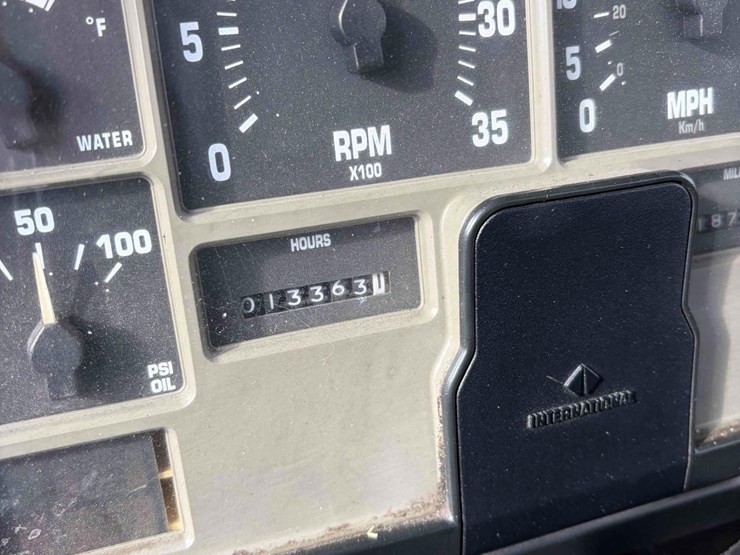 °F
WATER
5
0
30
35
RPM
X100
20
5
0
0
MPH
Km/h
50
100
PSI
OIL
HOURS
013363
87
INTERNATIONAL